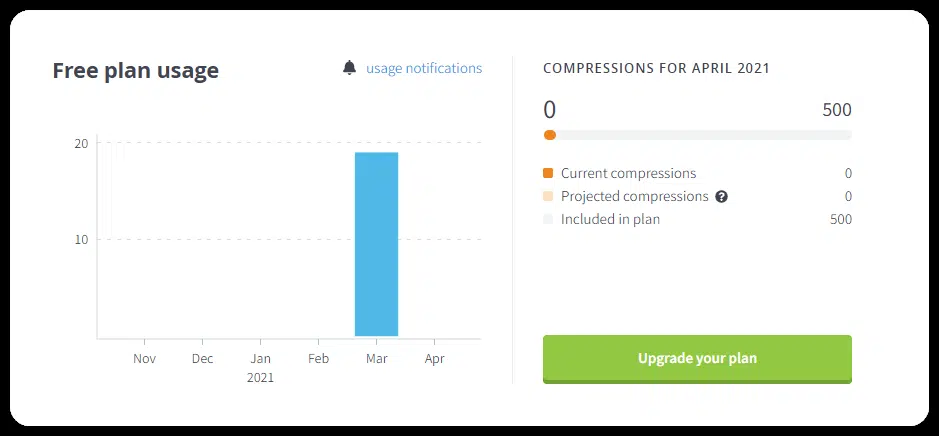 Free plan usage
usage notifications
20
10
Nov Dec Jan Feb Mar Apr
2021
COMPRESSIONS FOR APRIL 2021
0 500
Current compressions 0
Projected compressions ? 0
Included in plan 500
Upgrade your plan